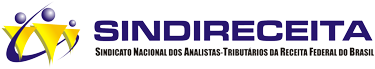 SINDIRECEITA
SINDICATO NACIONAL DOS ANALISTAS-TRIBUTÁRIOS DA RECEITA FEDERAL DO BRASIL